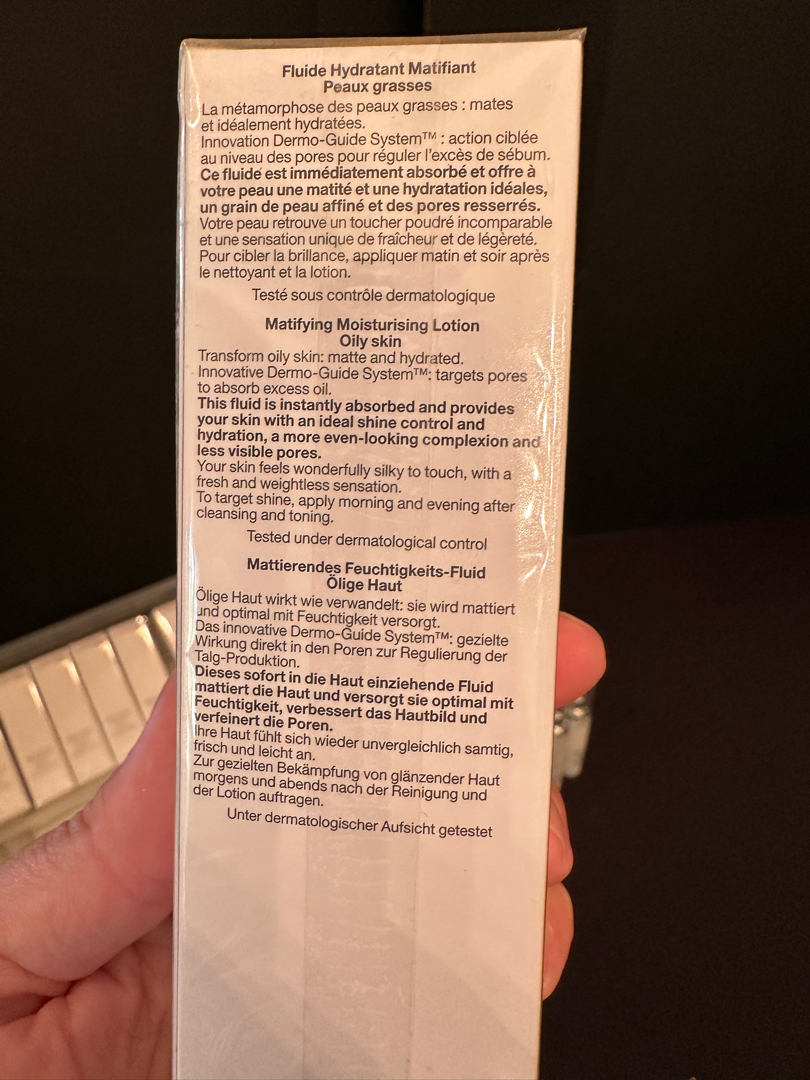 Fluide Hydratant Matifiant
Peaux grasses
La métamorphose des peaux grasses : mates
et idéalement hydratées.
Innovation Dermo-Guide System™ : action ciblée
au niveau des pores pour réguler l'excès de sébum.
Ce fluide est immédiatement absorbé et offre à
votre peau une matité et une hydratation idéales,
un grain de peau affiné et des pores resserrés.
Votre peau retrouve un toucher poudré incomparable
et une sensation unique de fraîcheur et de légèreté.
Pour cibler la brillance, appliquer matin et soir après
le nettoyant et la lotion.
Testé sous contrôle dermatologique
Matifying Moisturising Lotion
Oily skin
Transform oily skin: matte and hydrated.
Innovative Dermo-Guide System™: targets pores
to absorb excess oil.
This fluid is instantly absorbed and provides
your skin with an ideal shine control and
hydration, a more even-looking complexion and
less visible pores.
Your skin feels wonderfully silky to touch, with a
fresh and weightless sensation.
To target shine, apply morning and evening after
cleansing and toning.
Tested under dermatological control
Mattierendes Feuchtigkeits-Fluid
Ölige Haut
Ölige Haut wirkt wie verwandelt: sie wird mattiert
und optimal mit Feuchtigkeit versorgt.
Das innovative Dermo-Guide System™: gezielte
Wirkung direkt in den Poren zur Regulierung der
Talg-Produktion.
Dieses sofort in die Haut einziehende Fluid
mattiert die Haut und versorgt sie optimal mit
Feuchtigkeit, verbessert das Hautbild und
verfeinert die Poren.
Ihre Haut fühlt sich wieder unvergleichlich samtig,
frisch und leicht an.
Zur gezielten Bekämpfung von glänzender Haut
morgens und abends nach der Reinigung und
der Lotion auftragen.
Unter dermatologischer Aufsicht getestet